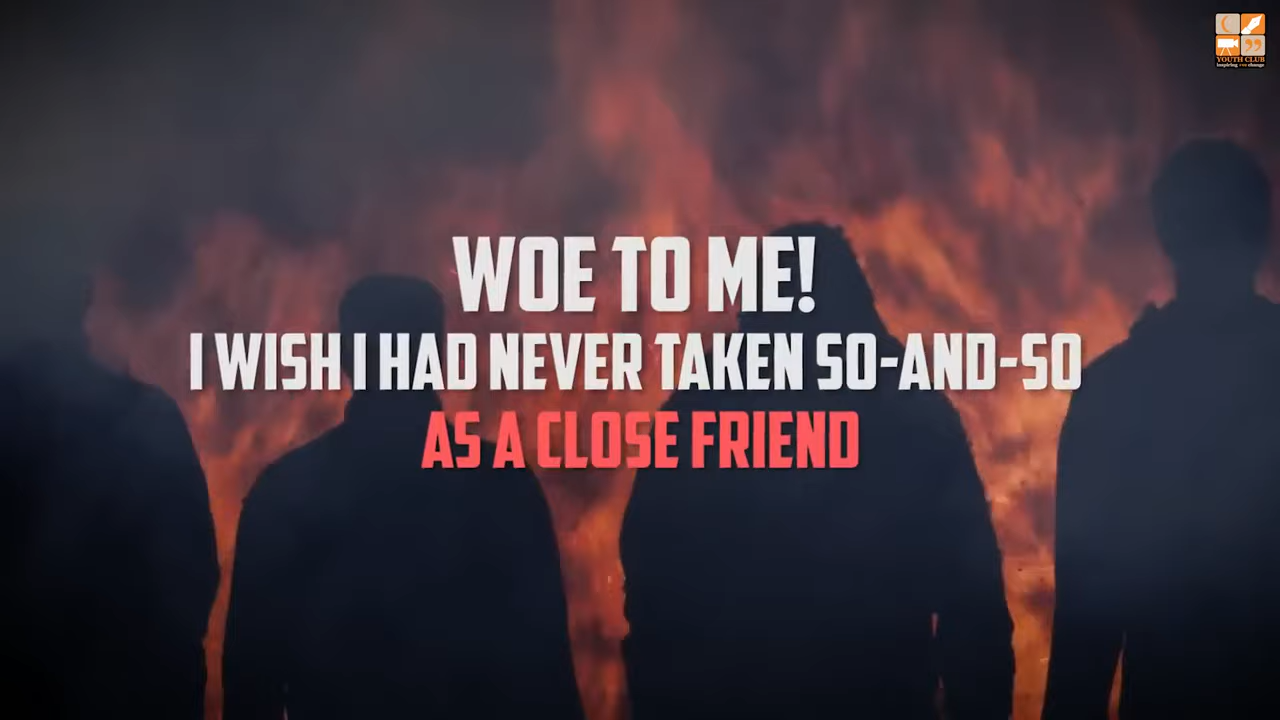 YOUTH CLUB
WOE TO ME!
I WISH I HAD NEVER TAKEN SO-AND-SO
AS A CLOSE FRIEND